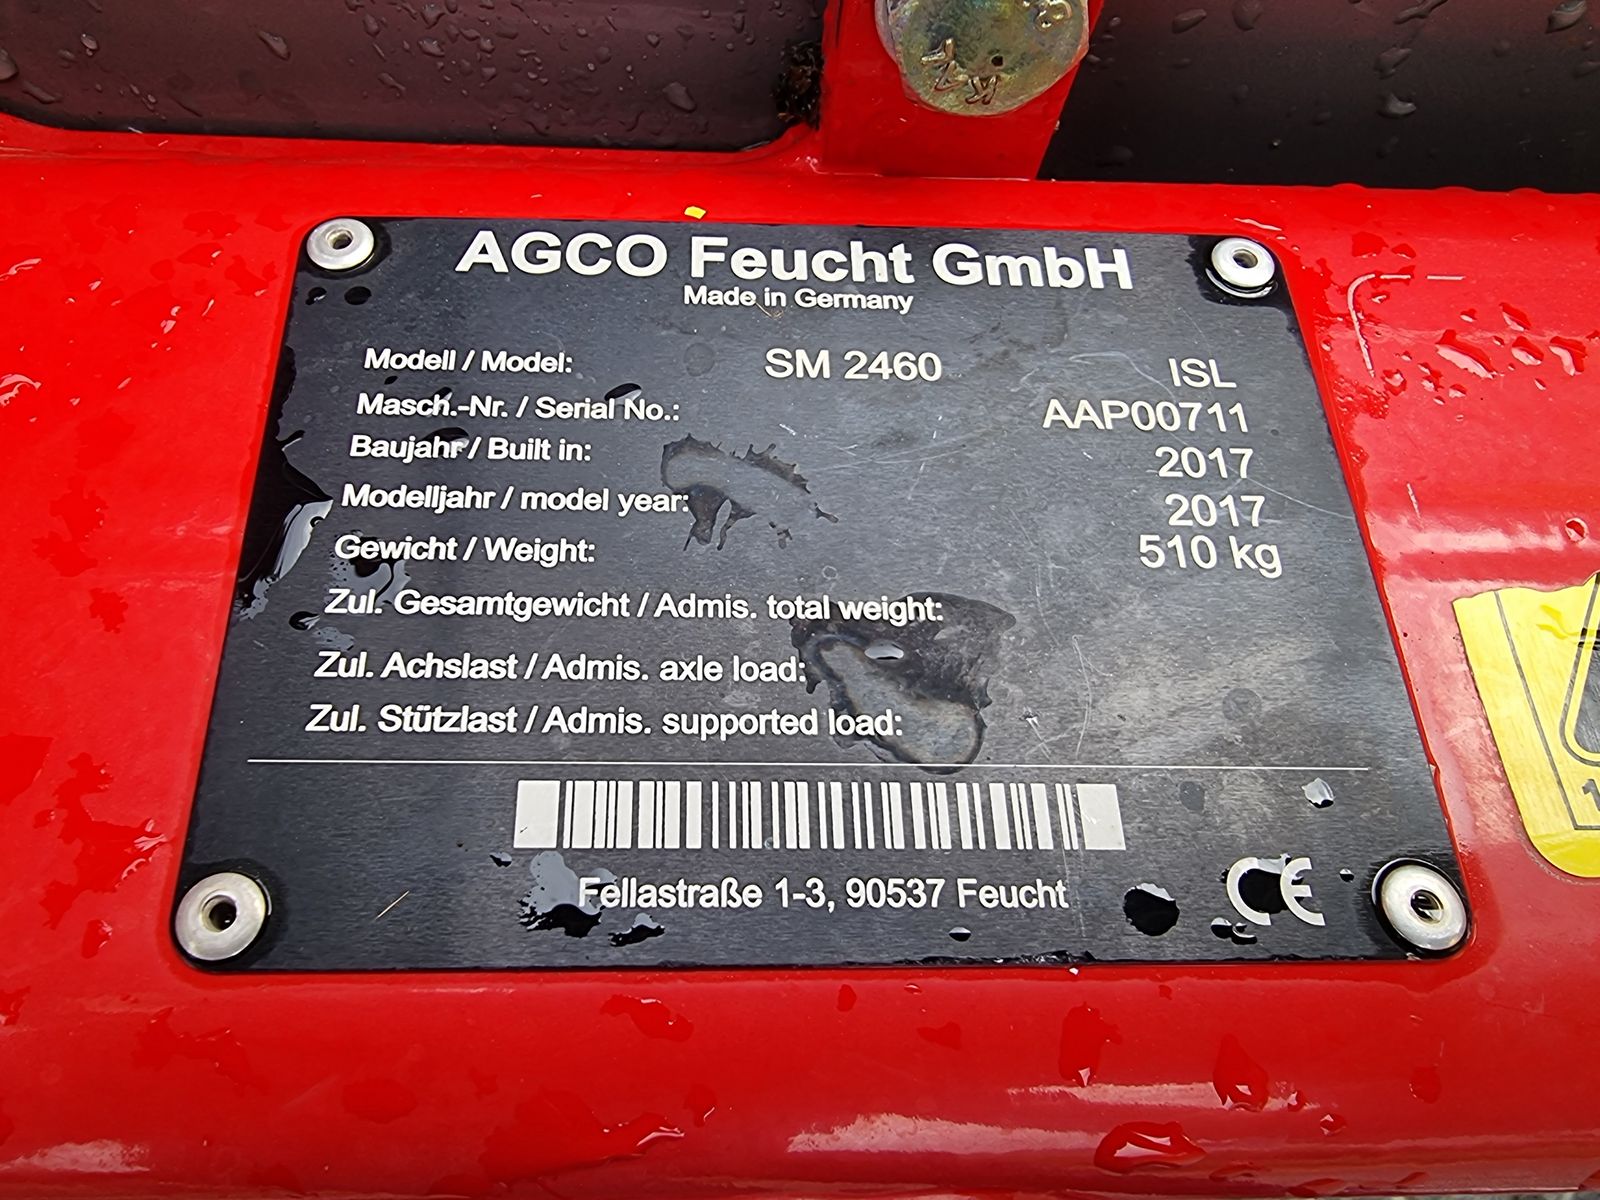 AGCO Feucht GmbH
Made in Germany
Modell / Model: SM 2460 ISL
Masch.-Nr. / Serial No.: AAP00711
Baujahr / Built in: 2017
Modelljahr / model year: 2017
Gewicht / Weight: 510 kg
Zul. Gesamtgewicht / Admis. total weight:
Zul. Achslast / Admis. axle load:
Zul. Stützlast / Admis. supported load:
Fellastraße 1-3, 90537 Feucht
CE